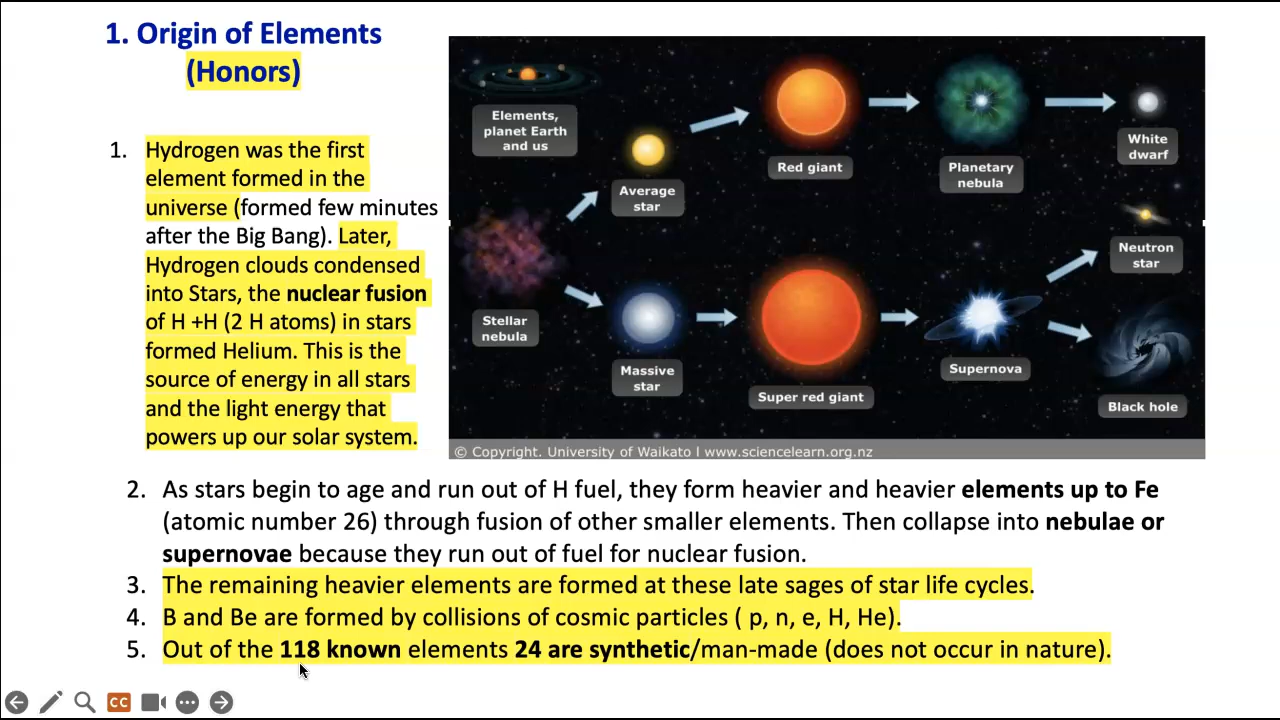 1. Origin of Elements
(Honors)
1. Hydrogen was the first
element formed in the
universe (formed few minutes
after the Big Bang). Later,
Hydrogen clouds condensed
into Stars, the nuclear fusion
of H +H (2 H atoms) in stars
formed Helium. This is the
source of energy in all stars
and the light energy that
powers up our solar system.
Elements,
planet Earth
and us
Average
star
Red giant
Planetary
nebula
White
dwarf
Neutron
star
Stellar
nebula
Massive
star
Super red giant
Supernova
Black hole
© Copyright. University of Waikato I www.sciencelearn.org.nz
2. As stars begin to age and run out of H fuel, they form heavier and heavier elements up to Fe
(atomic number 26) through fusion of other smaller elements. Then collapse into nebulae or
supernovae because they run out of fuel for nuclear fusion.
3. The remaining heavier elements are formed at these late sages of star life cycles.
4. B and Be are formed by collisions of cosmic particles ( p, n, e, H, He).
5. Out of the 118 known elements 24 are synthetic/man-made (does not occur in nature).
CC